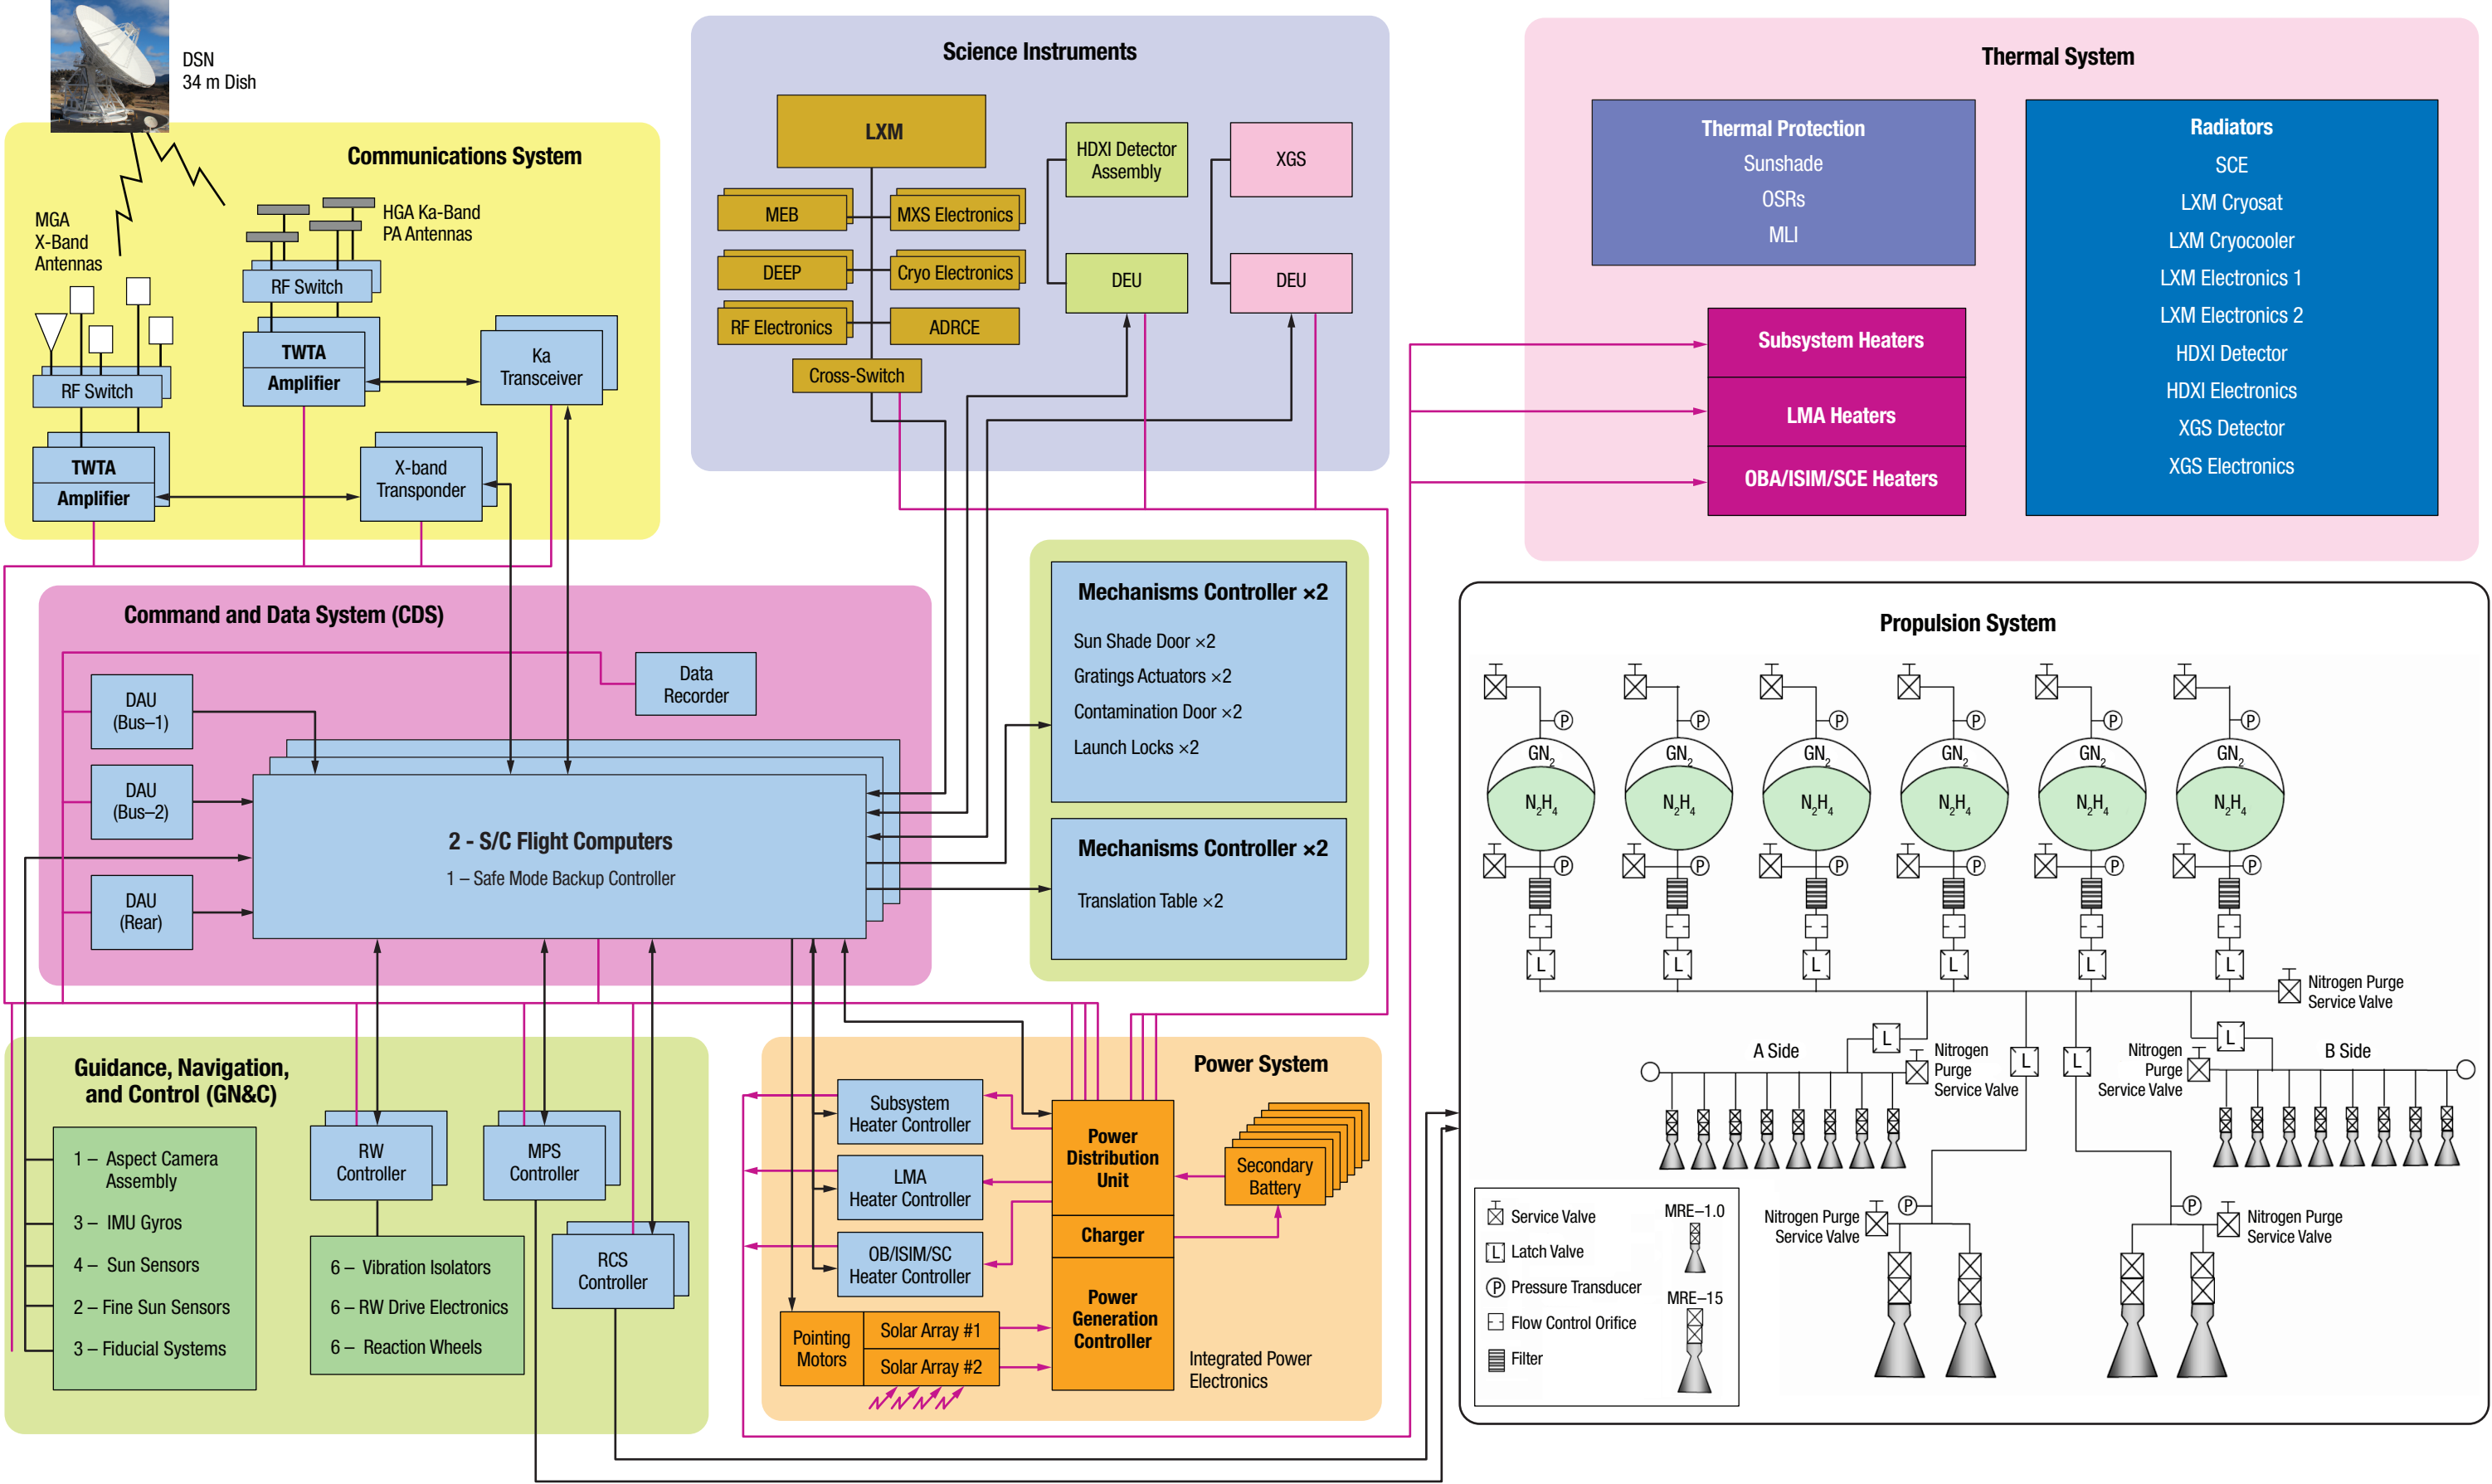 DSN
34 m Dish
Communications System
MGA
X-Band
Antennas
HGA Ka-Band
PA Antennas
RF Switch
TWTA
Amplifier
Ka
Transceiver
RF Switch
TWTA
Amplifier
X-band
Transponder
Science Instruments
LXM
MEB
MXS Electronics
DEEP
Cryo Electronics
RF Electronics
ADRCE
Cross-Switch
HDXI Detector
Assembly
DEU
XGS
DEU
Thermal System
Thermal Protection
Sunshade
OSRs
MLI
Subsystem Heaters
LMA Heaters
OBA/ISIM/SCE Heaters
Radiators
SCE
LXM Cryosat
LXM Cryocooler
LXM Electronics 1
LXM Electronics 2
HDXI Detector
HDXI Electronics
XGS Detector
XGS Electronics
Command and Data System (CDS)
Data
Recorder
DAU
(Bus–1)
DAU
(Bus–2)
DAU
(Rear)
2 - S/C Flight Computers
1 – Safe Mode Backup Controller
Mechanisms Controller ×2
Sun Shade Door ×2
Gratings Actuators ×2
Contamination Door ×2
Launch Locks ×2
Mechanisms Controller ×2
Translation Table ×2
Guidance, Navigation,
and Control (GN&C)
1 – Aspect Camera
Assembly
3 – IMU Gyros
4 – Sun Sensors
2 – Fine Sun Sensors
3 – Fiducial Systems
RW
Controller
6 – Vibration Isolators
6 – RW Drive Electronics
6 – Reaction Wheels
MPS
Controller
RCS
Controller
Power System
Subsystem
Heater Controller
LMA
Heater Controller
OB/ISIM/SC
Heater Controller
Pointing
Motors
Solar Array #1
Solar Array #2
Power
Distribution
Unit
Charger
Power
Generation
Controller
Secondary
Battery
Integrated Power
Electronics
Propulsion System
P P P P P P
GN2 GN2 GN2 GN2 GN2 GN2
N2H4 N2H4 N2H4 N2H4 N2H4 N2H4
P P P P P P
L L L L L L
Nitrogen Purge
Service Valve
A Side
L
Nitrogen
Purge
Service Valve
L
L
Nitrogen
Purge
Service Valve
L
B Side
P
Nitrogen Purge
Service Valve
P
Nitrogen Purge
Service Valve
Service Valve
L Latch Valve
P Pressure Transducer
Flow Control Orifice
Filter
MRE–1.0
MRE–15